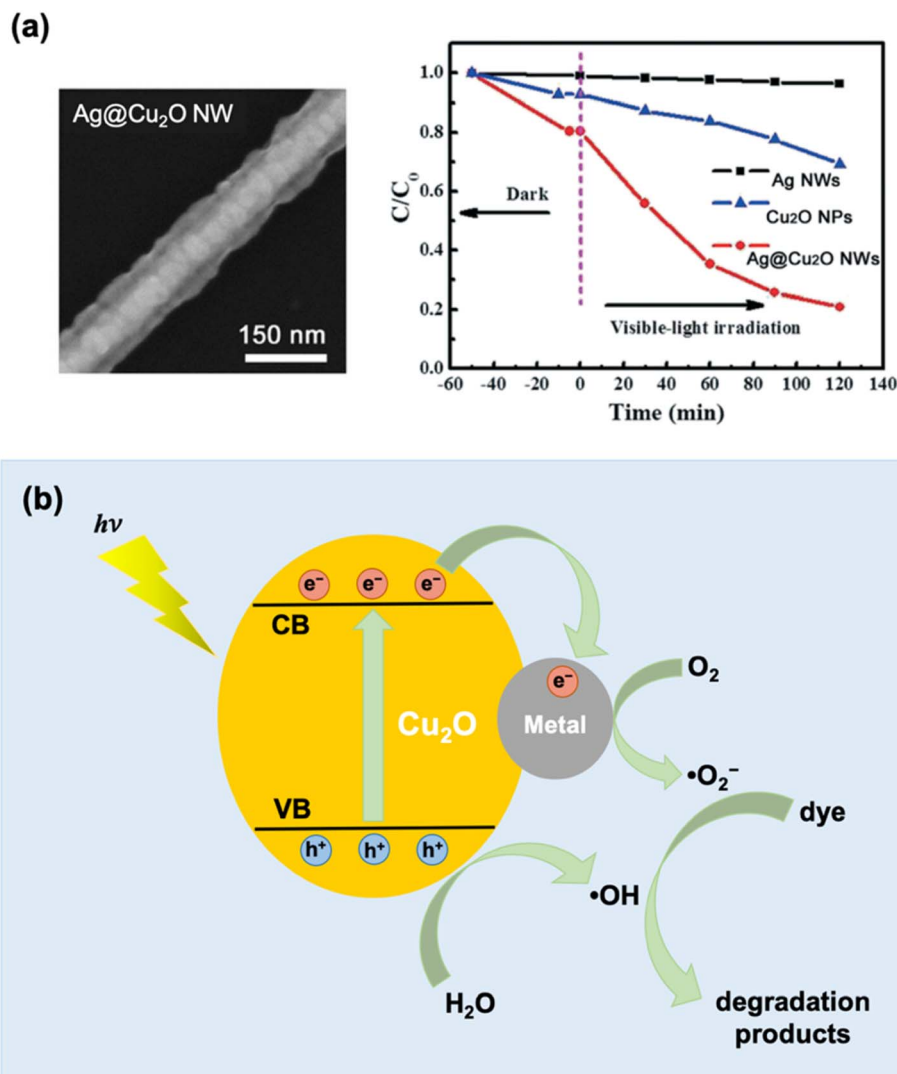 (a)
Ag@Cu₂O NW
150 nm
C/C₀
1.0
0.8
0.6
0.4
0.2
0.0
Dark
Ag NWs
Cu₂O NPs
Ag@Cu₂O NWs
Visible-light irradiation
-60 -40 -20 0 20 40 60 80 100 120 140
Time (min)
(b)
hν
e⁻ e⁻ e⁻
CB
e⁻
O₂
Cu₂O
Metal
•O₂⁻
VB
dye
h⁺ h⁺ h⁺
•OH
H₂O
degradation
products